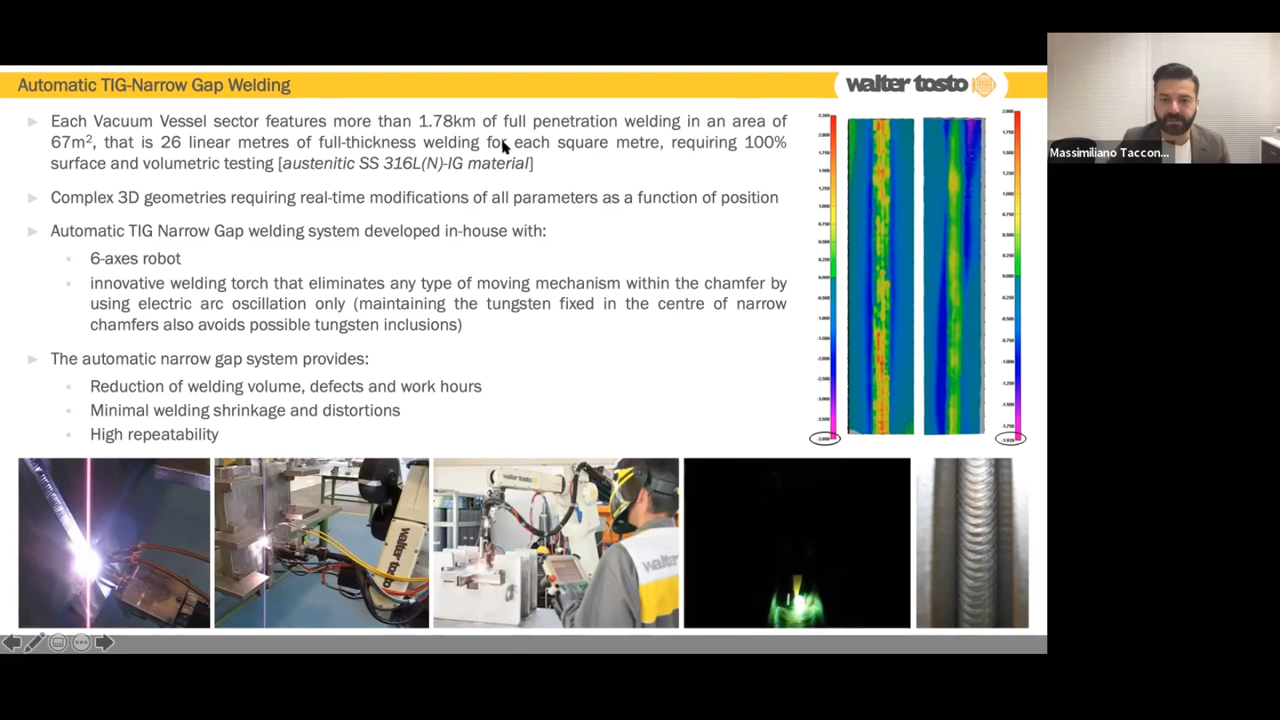 Automatic TIG-Narrow Gap Welding
walter tosto
Each Vacuum Vessel sector features more than 1.78km of full penetration welding in an area of
67m², that is 26 linear metres of full-thickness welding for each square metre, requiring 100%
surface and volumetric testing [austenitic SS 316L(N)-IG material]
Complex 3D geometries requiring real-time modifications of all parameters as a function of position
Automatic TIG Narrow Gap welding system developed in-house with:
6-axes robot
innovative welding torch that eliminates any type of moving mechanism within the chamfer by
using electric arc oscillation only (maintaining the tungsten fixed in the centre of narrow
chamfers also avoids possible tungsten inclusions)
The automatic narrow gap system provides:
Reduction of welding volume, defects and work hours
Minimal welding shrinkage and distortions
High repeatability
Massimiliano Taccon...
walter tosto
walter tosto
walter